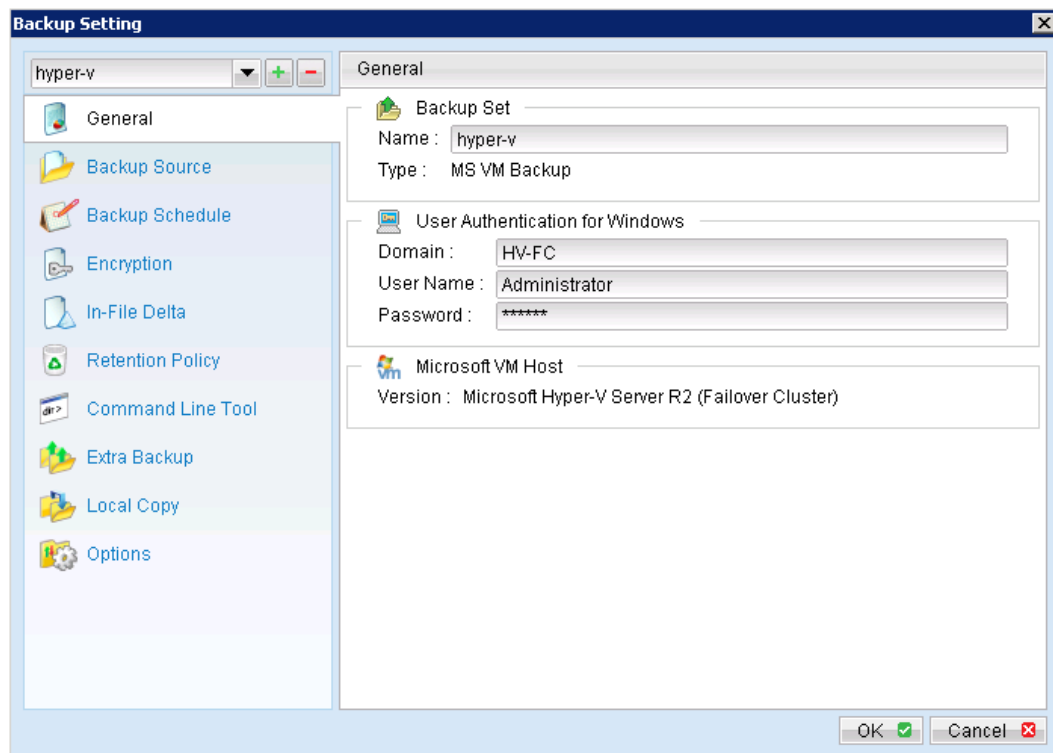 Backup Setting
hyper-v
General
Backup Source
Backup Schedule
Encryption
In-File Delta
Retention Policy
Command Line Tool
Extra Backup
Local Copy
Options
General
Backup Set
Name : hyper-v
Type : MS VM Backup
User Authentication for Windows
Domain : HV-FC
User Name : Administrator
Password : ******
Microsoft VM Host
Version : Microsoft Hyper-V Server R2 (Failover Cluster)
OK Cancel